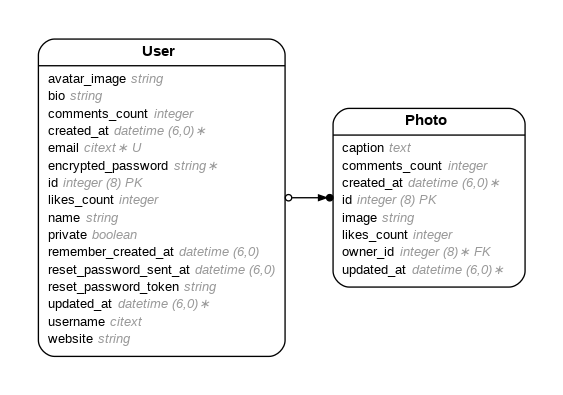 User
avatar_image string
bio string
comments_count integer
created_at datetime (6,0)∗
email citext∗ U
encrypted_password string∗
id integer (8) PK
likes_count integer
name string
private boolean
remember_created_at datetime (6,0)
reset_password_sent_at datetime (6,0)
reset_password_token string
updated_at datetime (6,0)∗
username citext
website string
Photo
caption text
comments_count integer
created_at datetime (6,0)∗
id integer (8) PK
image string
likes_count integer
owner_id integer (8)∗ FK
updated_at datetime (6,0)∗